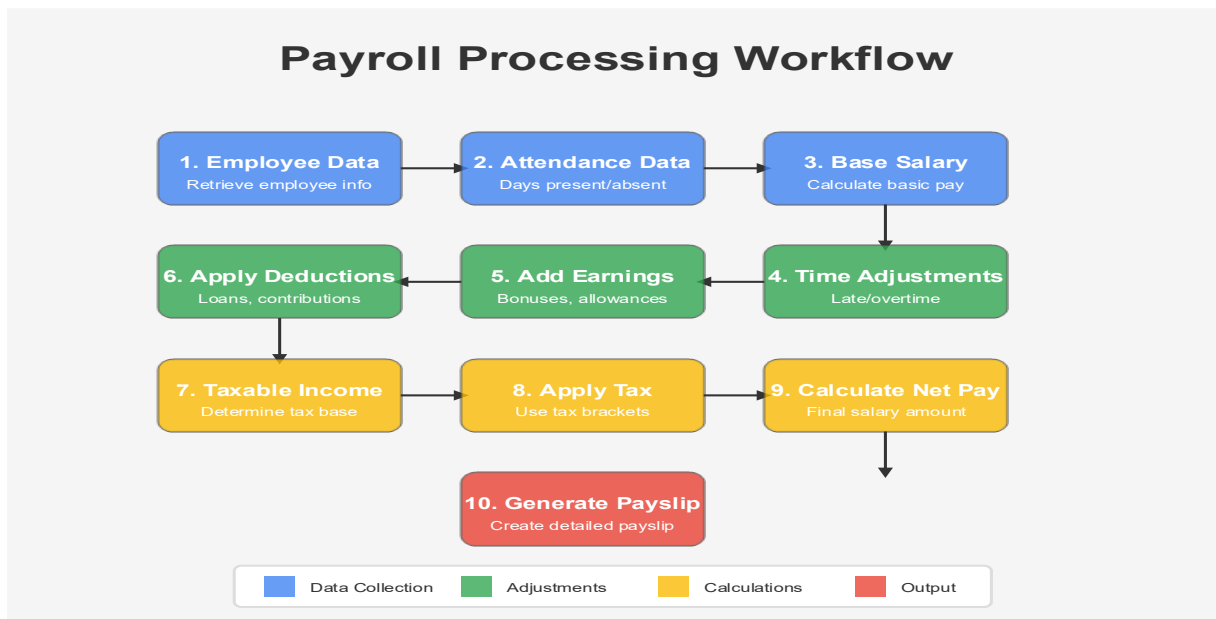 Payroll Processing Workflow
1. Employee Data
Retrieve employee info
2. Attendance Data
Days present/absent
3. Base Salary
Calculate basic pay
6. Apply Deductions
Loans, contributions
5. Add Earnings
Bonuses, allowances
4. Time Adjustments
Late/overtime
7. Taxable Income
Determine tax base
8. Apply Tax
Use tax brackets
9. Calculate Net Pay
Final salary amount
10. Generate Payslip
Create detailed payslip
Data Collection
Adjustments
Calculations
Output